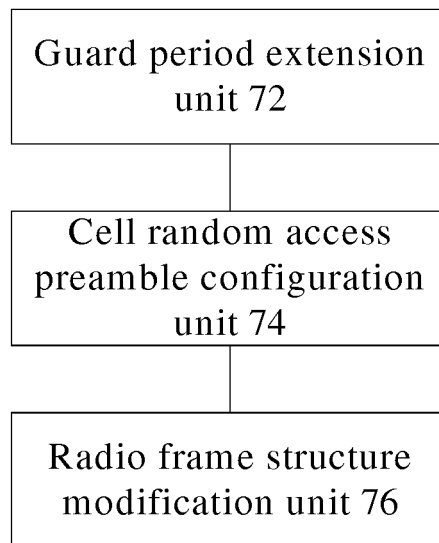 Guard period extension
unit 72
Cell random access
preamble configuration
unit 74
Radio frame structure
modification unit 76